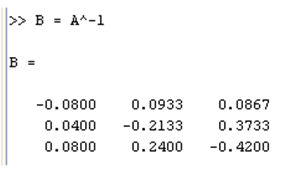 >> B = A^-1
B =
-0.0800 0.0933 0.0867
0.0400 -0.2133 0.3733
0.0800 0.2400 -0.4200